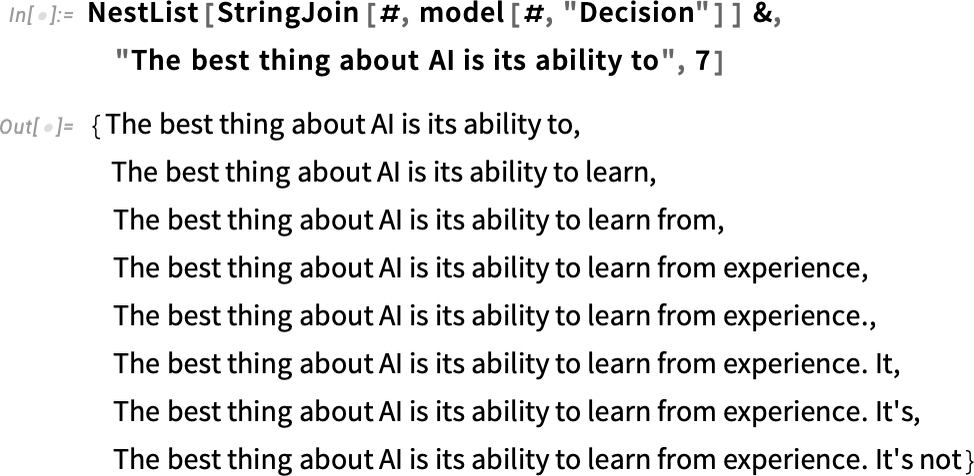 In[●]:= NestList[StringJoin[#, model[#, "Decision"]] &,
"The best thing about AI is its ability to", 7]
Out[●]= {The best thing about AI is its ability to,
The best thing about AI is its ability to learn,
The best thing about AI is its ability to learn from,
The best thing about AI is its ability to learn from experience,
The best thing about AI is its ability to learn from experience.,
The best thing about AI is its ability to learn from experience. It,
The best thing about AI is its ability to learn from experience. It's,
The best thing about AI is its ability to learn from experience. It's not}